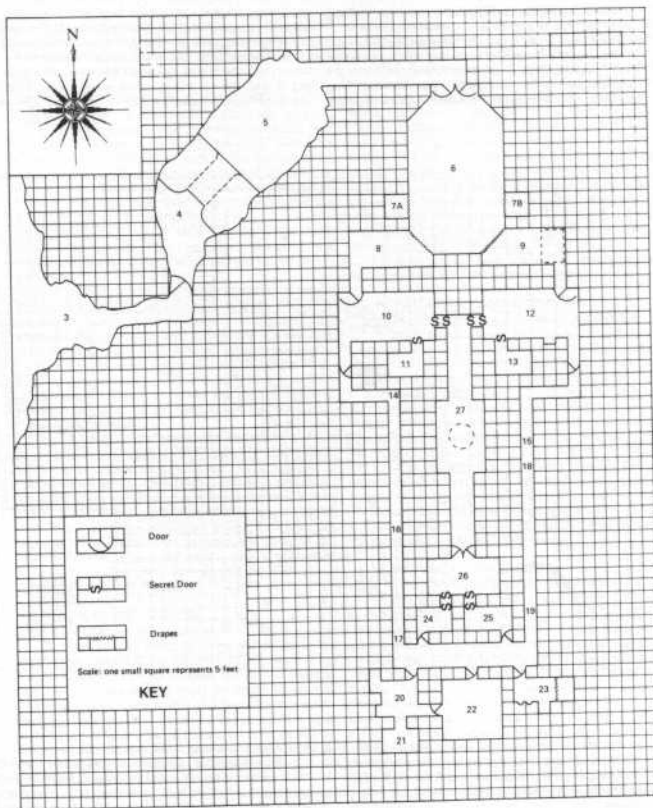 N
5
6
4
7A
7B
8
9
3
10
S S
S S
12
S
S
11
13
14
27
15
18
16
Door
S
Secret Door
26
Drapes
S
S
S
S
24
25
19
17
Scale: one small square represents 5 feet
KEY
20
23
22
21